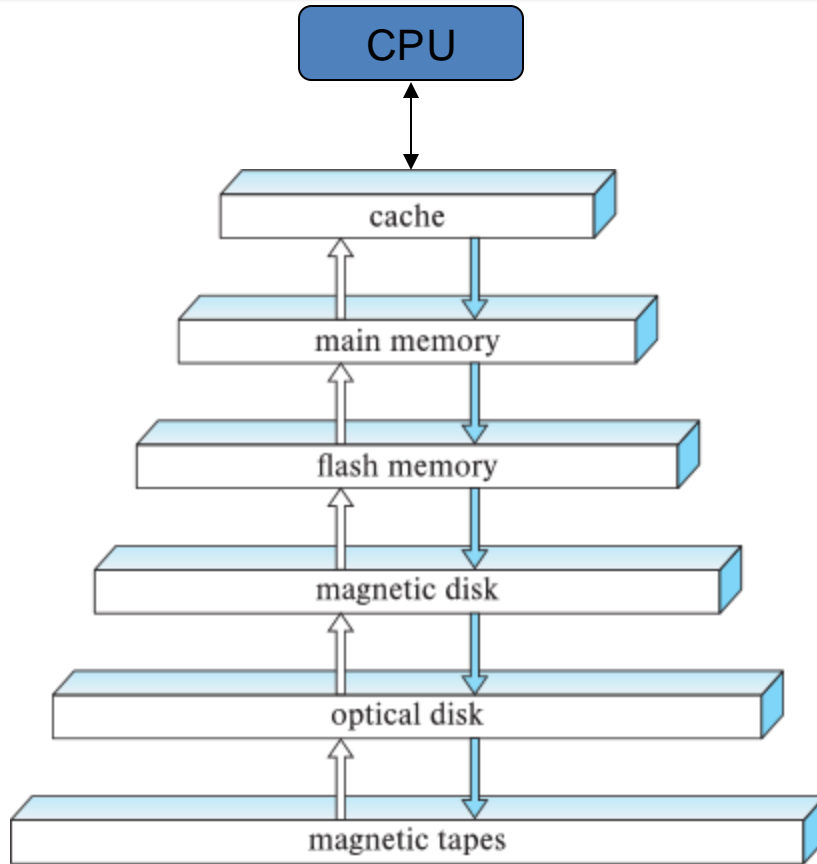 CPU
cache
main memory
flash memory
magnetic disk
optical disk
magnetic tapes